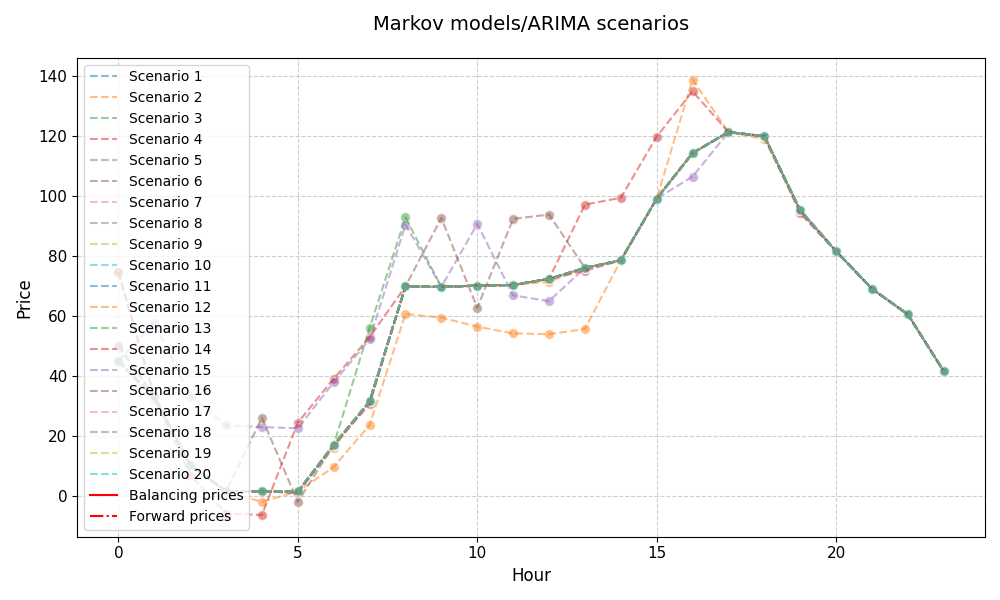 Markov models/ARIMA scenarios
Price
140
120
100
80
60
40
20
0
Scenario 1
Scenario 2
Scenario 3
Scenario 4
Scenario 5
Scenario 6
Scenario 7
Scenario 8
Scenario 9
Scenario 10
Scenario 11
Scenario 12
Scenario 13
Scenario 14
Scenario 15
Scenario 16
Scenario 17
Scenario 18
Scenario 19
Scenario 20
Balancing prices
Forward prices
0 5 10 15 20
Hour